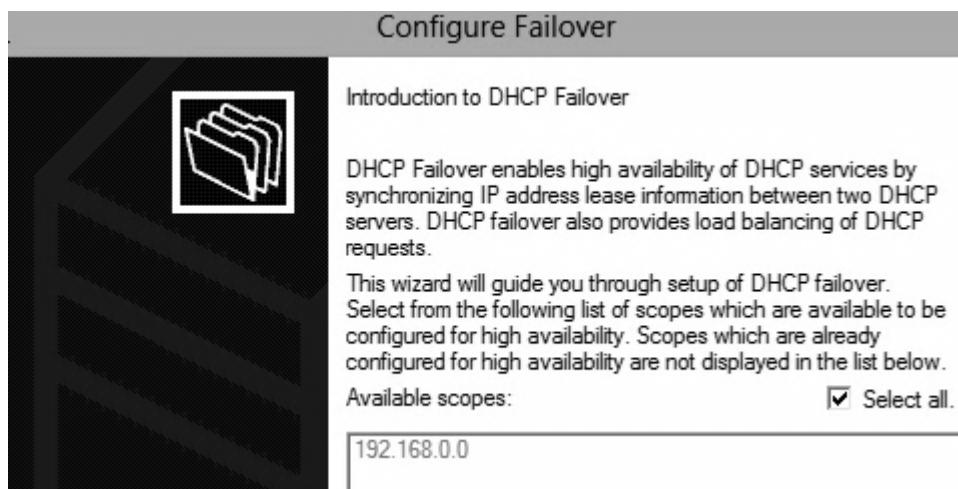 Configure Failover
Introduction to DHCP Failover
DHCP Failover enables high availability of DHCP services by
synchronizing IP address lease information between two DHCP
servers. DHCP failover also provides load balancing of DHCP
requests.
This wizard will guide you through setup of DHCP failover.
Select from the following list of scopes which are available to be
configured for high availability. Scopes which are already
configured for high availability are not displayed in the list below.
Available scopes:
Select all.
192.168.0.0